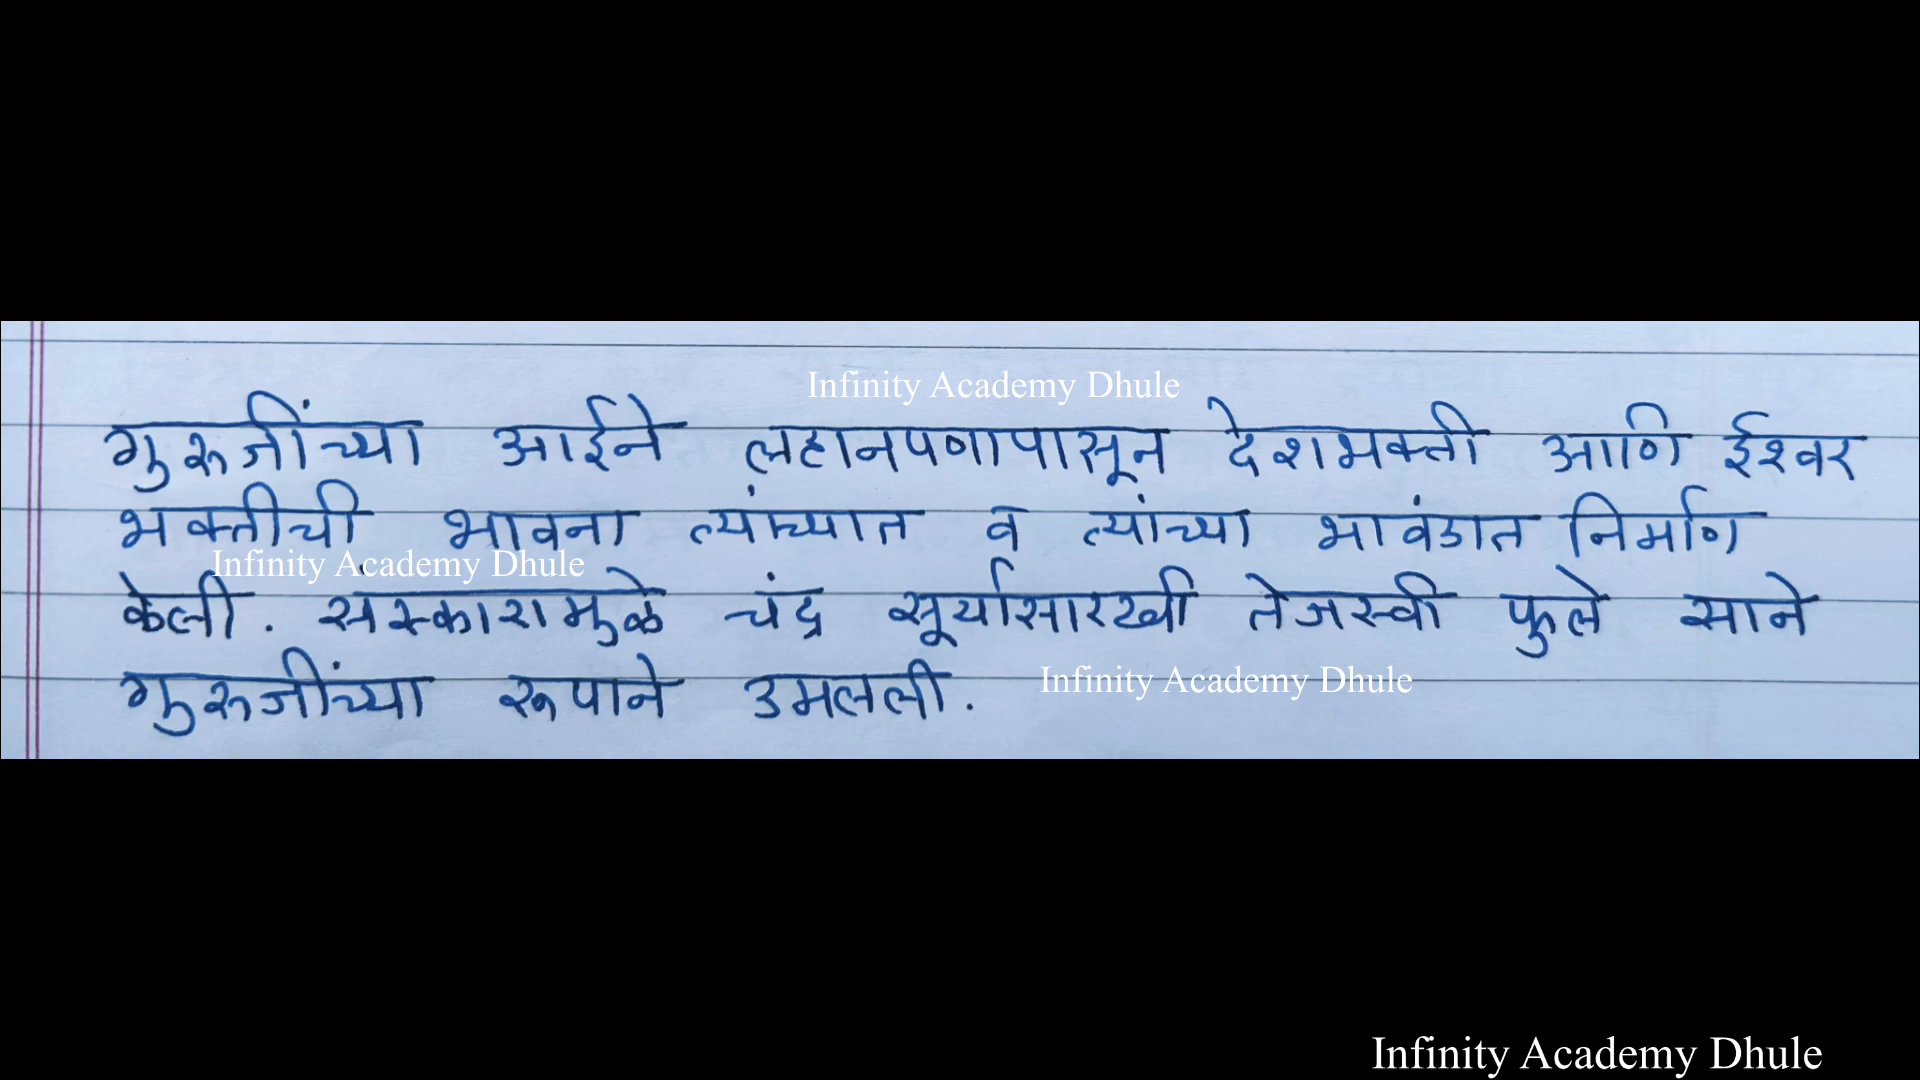 Infinity Academy Dhule
गुरुजींच्या आईने लहानपणापासून देशभक्ती आणि ईश्वर
भक्तीची भावना त्यांच्यात व त्यांच्या भावंडात निर्माण
Infinity Academy Dhule
केली. संस्कारामुळे चंद्र सूर्यासारखी तेजस्वी फुले साने
गुरुजींच्या रूपाने उमलली.
Infinity Academy Dhule
Infinity Academy Dhule